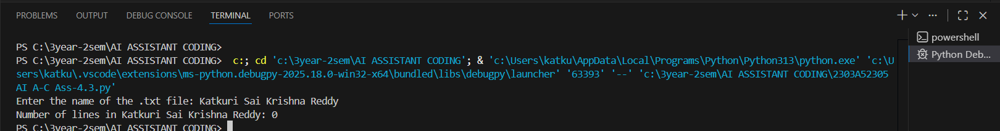 PROBLEMS OUTPUT DEBUG CONSOLE TERMINAL PORTS
powershell
Python Deb...
PS C:\3year-2sem\AI ASSISTANT CODING>
PS C:\3year-2sem\AI ASSISTANT CODING>  c:; cd 'c:\3year-2sem\AI ASSISTANT CODING'; & 'c:\Users\katku\AppData\Local\Programs\Python\Python313\python.exe' 'c:\U
sers\katku\.vscode\extensions\ms-python.debugpy-2025.18.0-win32-x64\bundled\libs\debugpy\launcher' '63393' '--' 'c:\3year-2sem\AI ASSISTANT CODING\2303A52305
AI A-C Ass-4.3.py'
Enter the name of the .txt file: Katkuri Sai Krishna Reddy
Number of lines in Katkuri Sai Krishna Reddy: 0
PS C:\3year-2sem\AI ASSISTANT CODING>